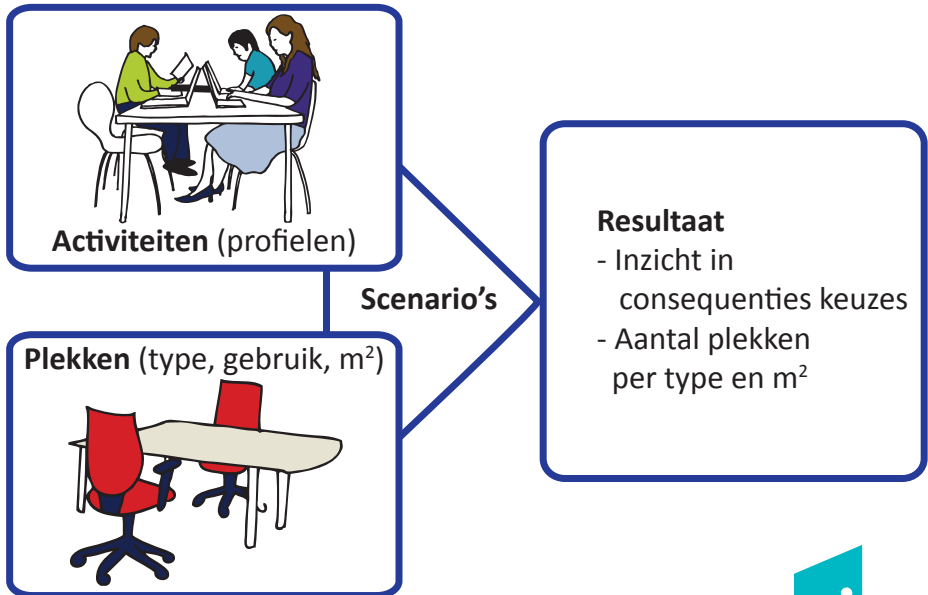 Activiteiten (profielen)
Scenario's
Plekken (type, gebruik, m²)
Resultaat
- Inzicht in
consequenties keuzes
- Aantal plekken
per type en m²